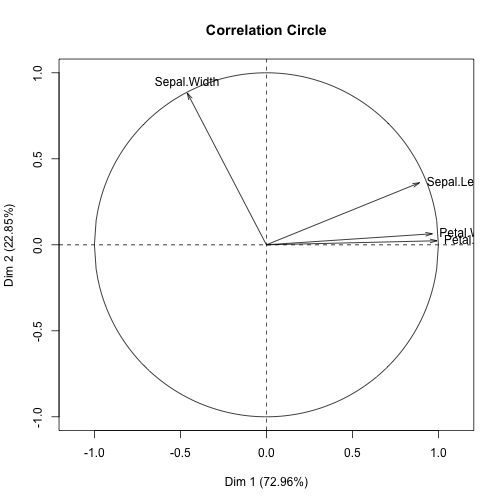 Correlation Circle
Sepal.Width
Sepal.Le
Petal.W
Petal.
1.0
0.5
0.0
-0.5
-1.0
Dim 2 (22.85%)
-1.0 -0.5 0.0 0.5 1.0
Dim 1 (72.96%)